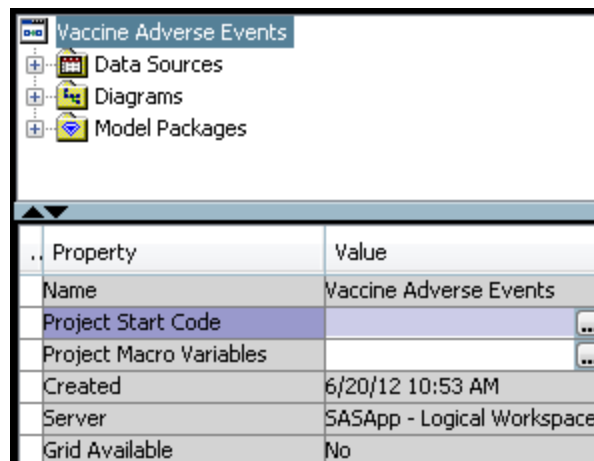 Vaccine Adverse Events
Data Sources
Diagrams
Model Packages
.. Property Value
Name Vaccine Adverse Events
Project Start Code ...
Project Macro Variables ...
Created 6/20/12 10:53 AM
Server SASApp - Logical Workspace
Grid Available No